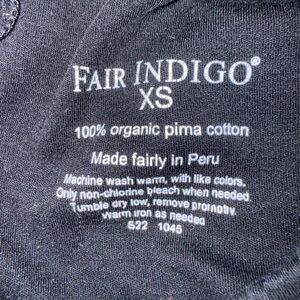 FAIR INDIGO®
XS
100% organic pima cotton
Made fairly in Peru
Machine wash warm, with like colors.
Only non-chlorine bleach when needed
Tumble dry low, remove promptly
Warm iron as needed
S22 1045